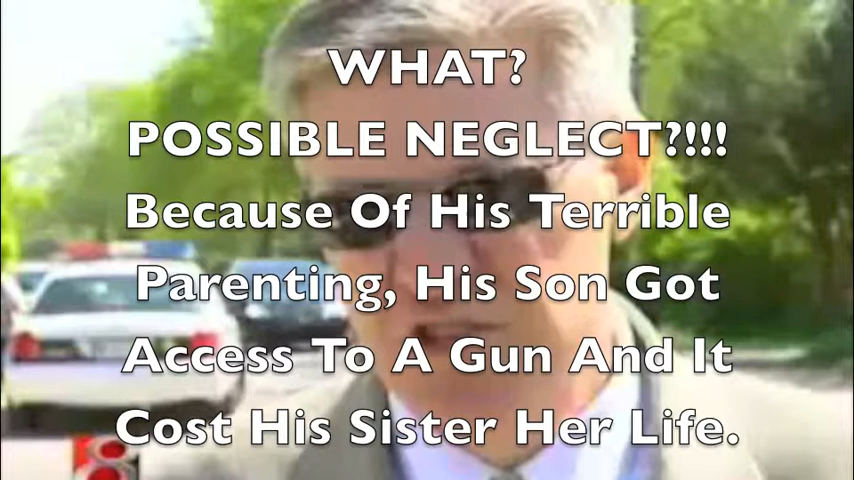 WHAT?
POSSIBLE NEGLECT?!!!!
Because Of His Terrible
Parenting, His Son Got
Access To A Gun And It
Cost His Sister Her Life.
8